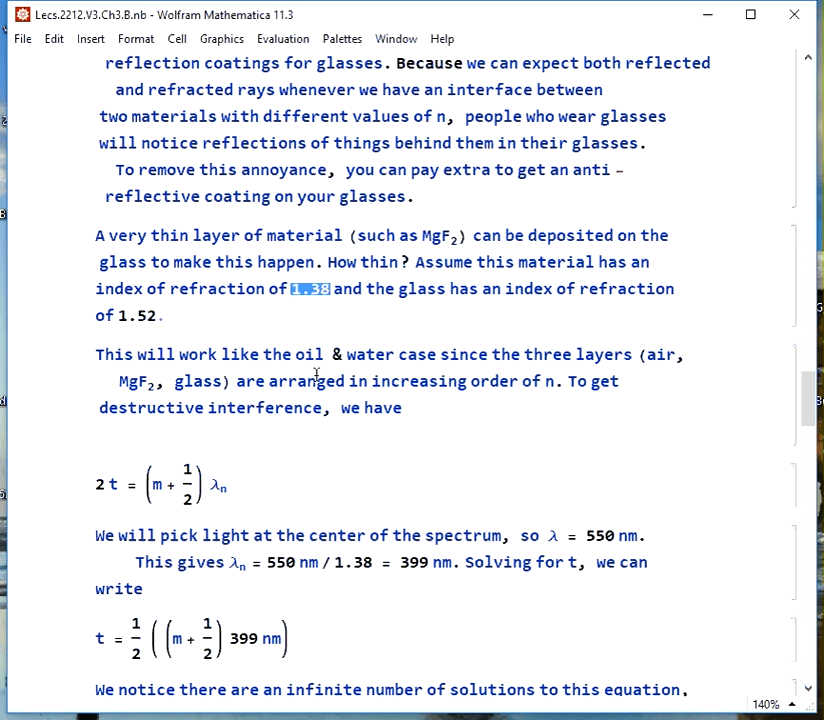 Lecs.2212.V3.Ch3.B.nb - Wolfram Mathematica 11.3
File Edit Insert Format Cell Graphics Evaluation Palettes Window Help
reflection coatings for glasses. Because we can expect both reflected
and refracted rays whenever we have an interface between
two materials with different values of n, people who wear glasses
will notice reflections of things behind them in their glasses.
To remove this annoyance, you can pay extra to get an anti –
reflective coating on your glasses.
A very thin layer of material (such as MgF₂) can be deposited on the
glass to make this happen. How thin? Assume this material has an
index of refraction of 1.38 and the glass has an index of refraction
of 1.52.
This will work like the oil & water case since the three layers (air,
MgF₂, glass) are arranged in increasing order of n. To get
destructive interference, we have
2 t = (m + 1/2) λₙ
We will pick light at the center of the spectrum, so λ = 550 nm.
This gives λₙ = 550 nm / 1.38 = 399 nm. Solving for t, we can
write
t = 1/2 ((m + 1/2) 399 nm)
We notice there are an infinite number of solutions to this equation,
140%